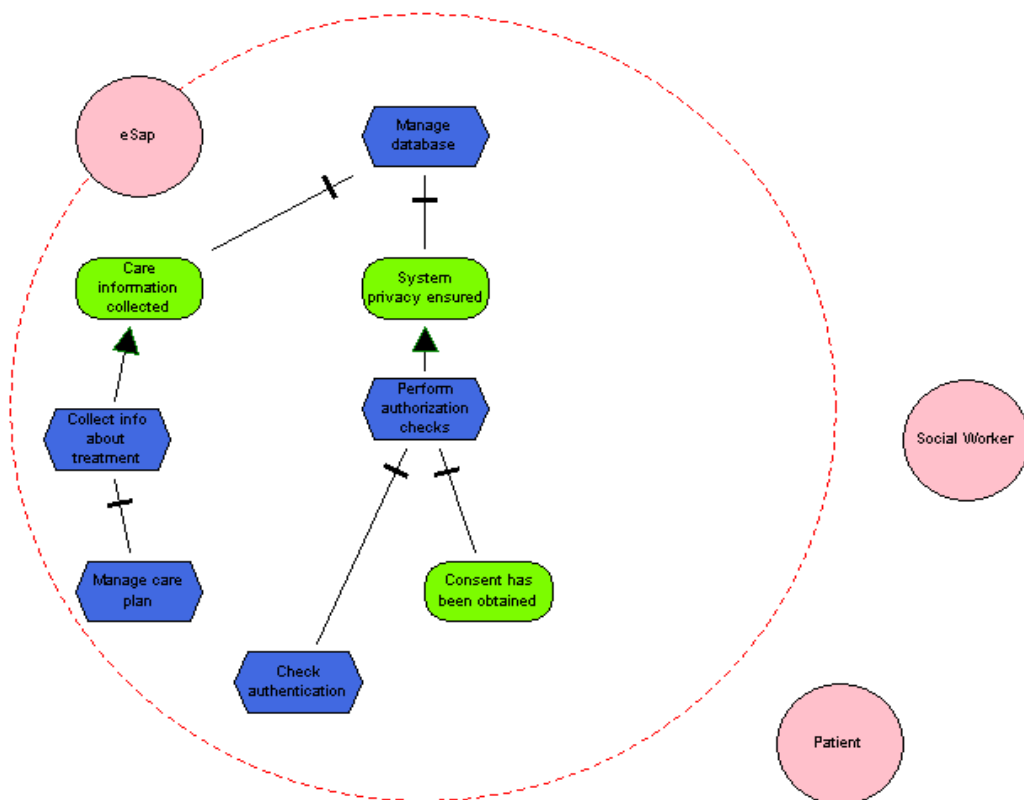 eSap
Manage
database
Care
information
collected
System
privacy ensured
Perform
authorization
checks
Collect info
about
treatment
Social Worker
Manage care
plan
Consent has
been obtained
Check
authentication
Patient